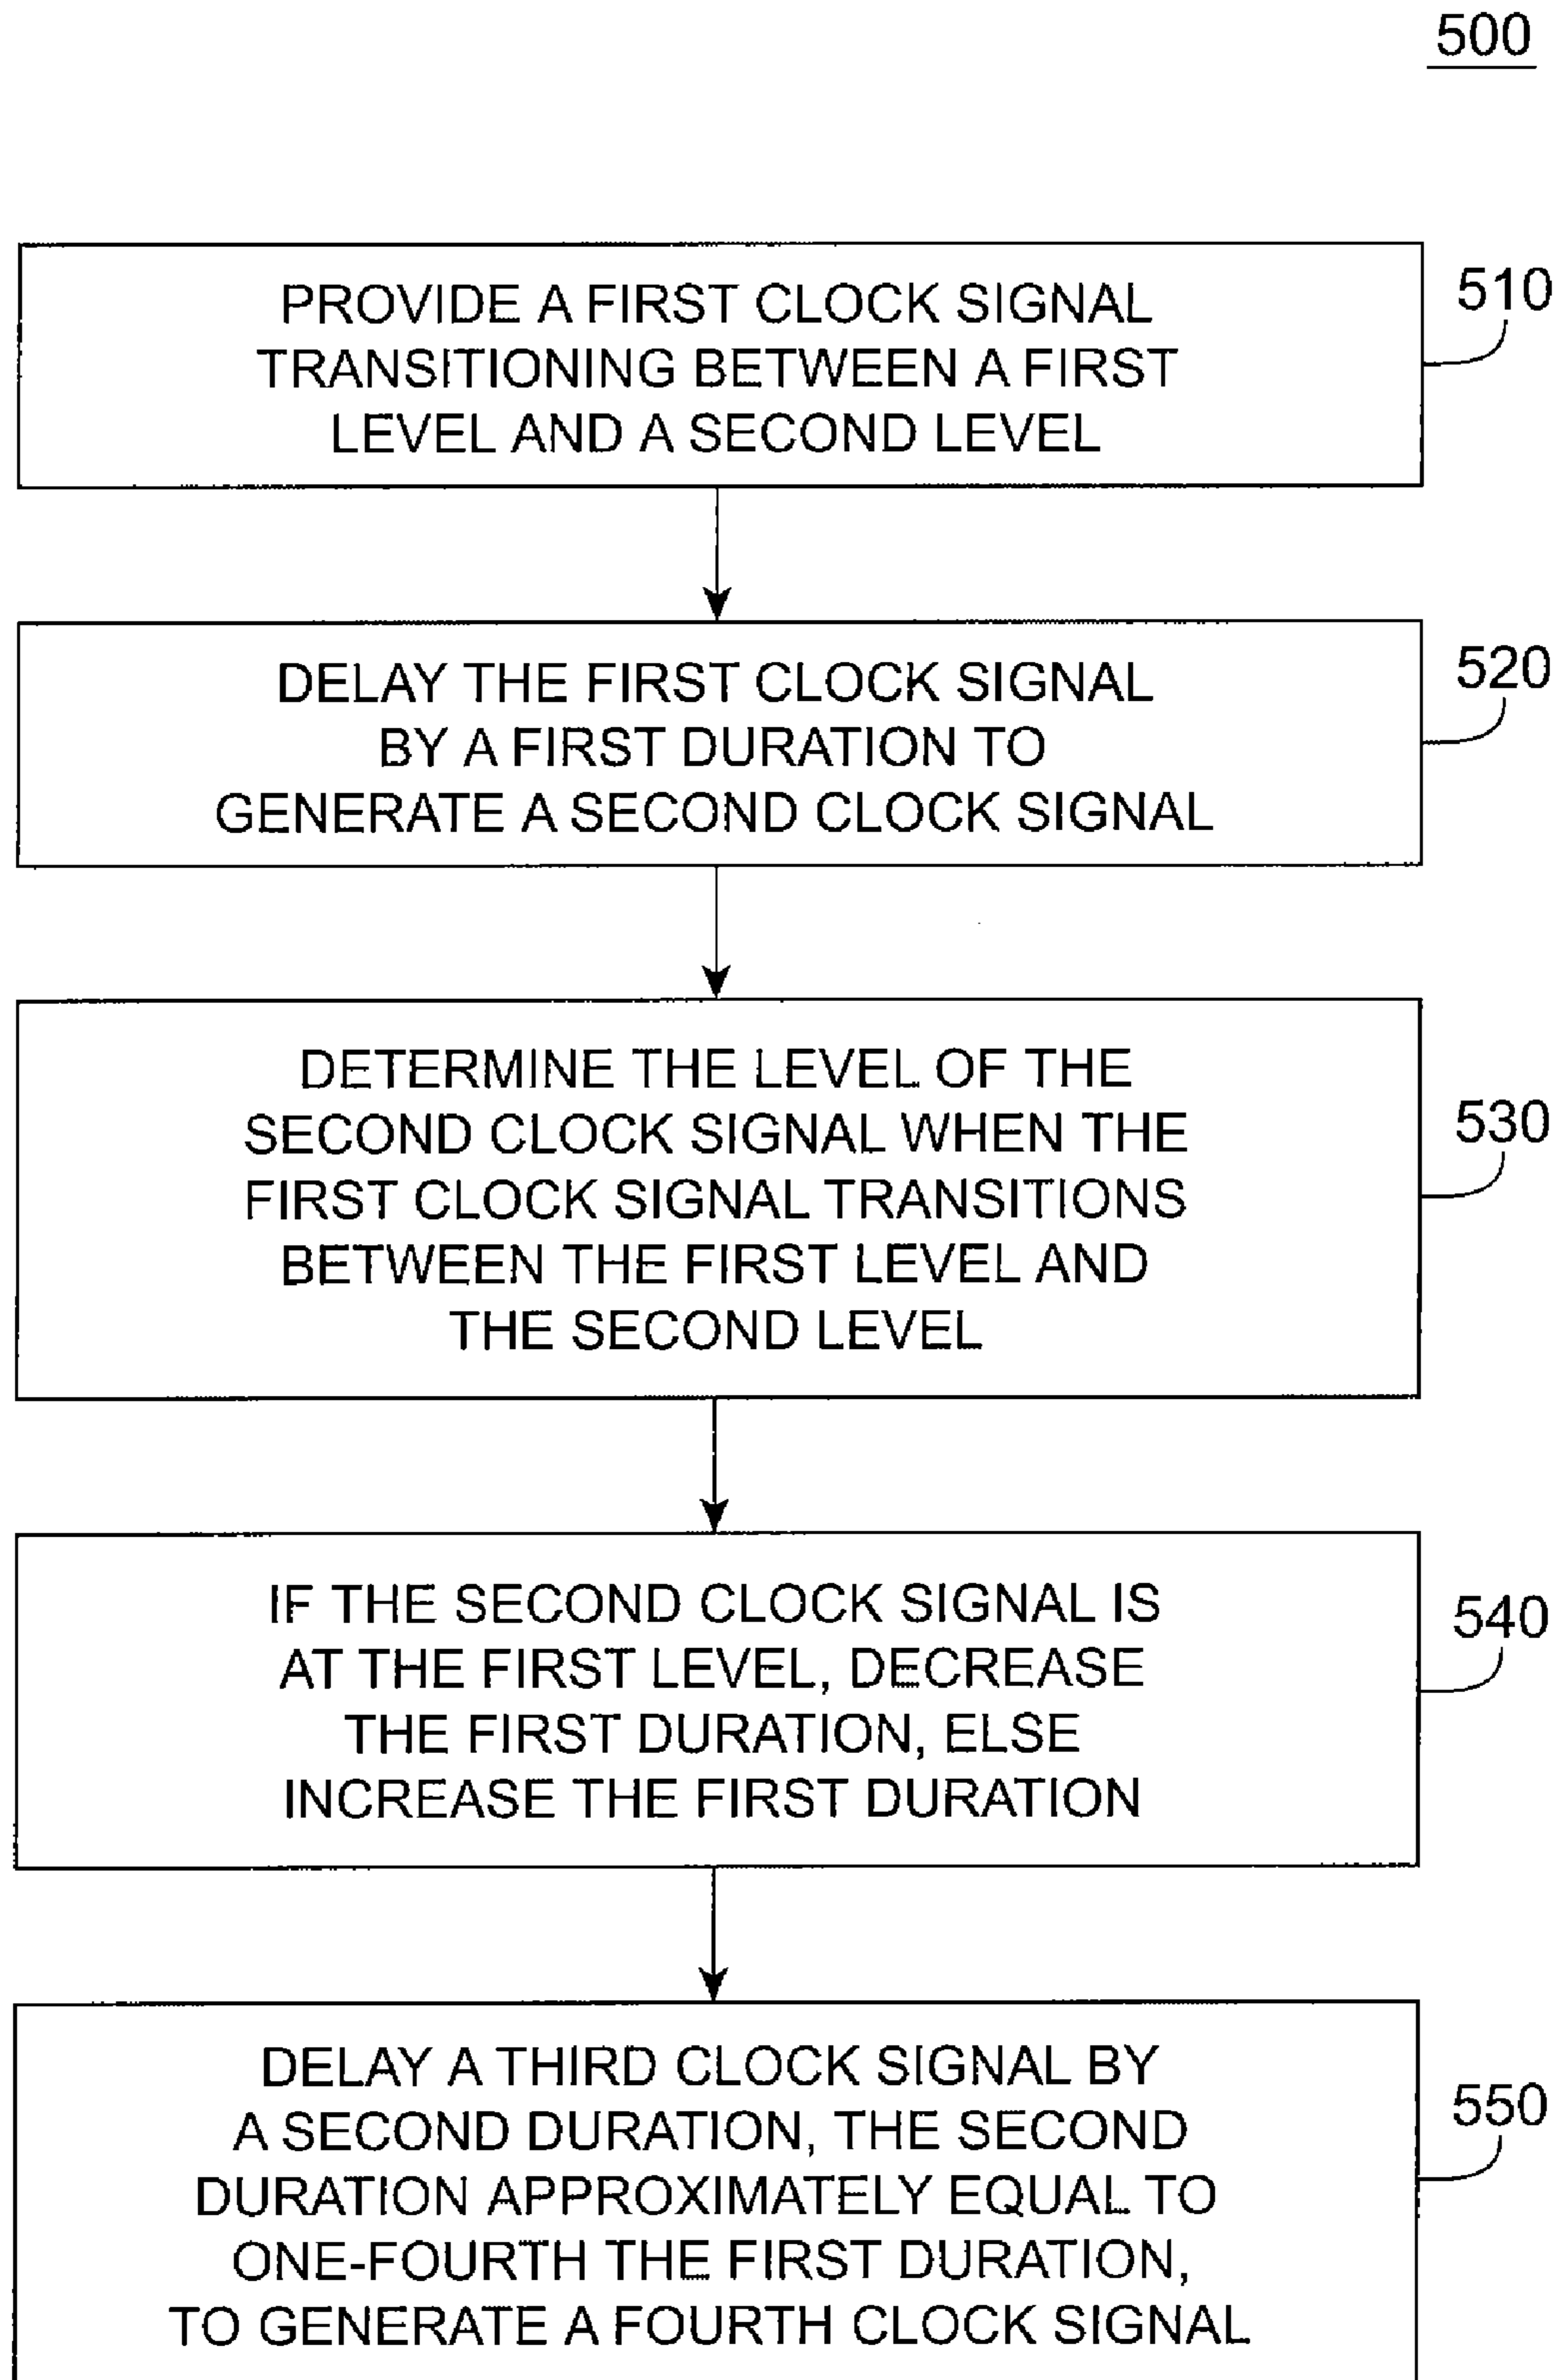 500
PROVIDE A FIRST CLOCK SIGNAL
TRANSITIONING BETWEEN A FIRST
LEVEL AND A SECOND LEVEL
510
DELAY THE FIRST CLOCK SIGNAL
BY A FIRST DURATION TO
GENERATE A SECOND CLOCK SIGNAL
520
DETERMINE THE LEVEL OF THE
SECOND CLOCK SIGNAL WHEN THE
FIRST CLOCK SIGNAL TRANSITIONS
BETWEEN THE FIRST LEVEL AND
THE SECOND LEVEL
530
IF THE SECOND CLOCK SIGNAL IS
AT THE FIRST LEVEL, DECREASE
THE FIRST DURATION, ELSE
INCREASE THE FIRST DURATION
540
DELAY A THIRD CLOCK SIGNAL BY
A SECOND DURATION, THE SECOND
DURATION APPROXIMATELY EQUAL TO
ONE-FOURTH THE FIRST DURATION,
TO GENERATE A FOURTH CLOCK SIGNAL
550